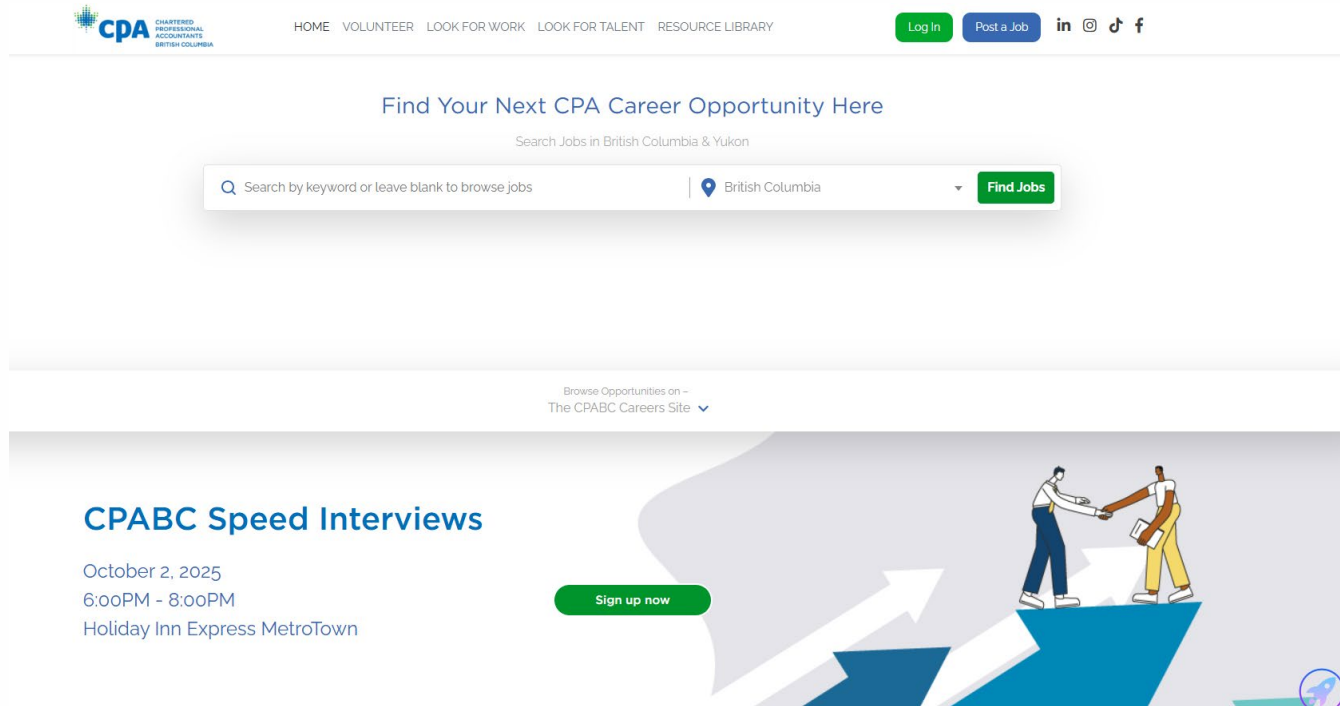 CPA CHARTERED
PROFESSIONAL
ACCOUNTANTS
BRITISH COLUMBIA
HOME VOLUNTEER LOOK FOR WORK LOOK FOR TALENT RESOURCE LIBRARY
Log In Post a Job
Find Your Next CPA Career Opportunity Here
Search Jobs in British Columbia & Yukon
Search by keyword or leave blank to browse jobs British Columbia Find Jobs
Browse Opportunities on –
The CPABC Careers Site
CPABC Speed Interviews
October 2, 2025
6:00PM - 8:00PM
Sign up now
Holiday Inn Express MetroTown